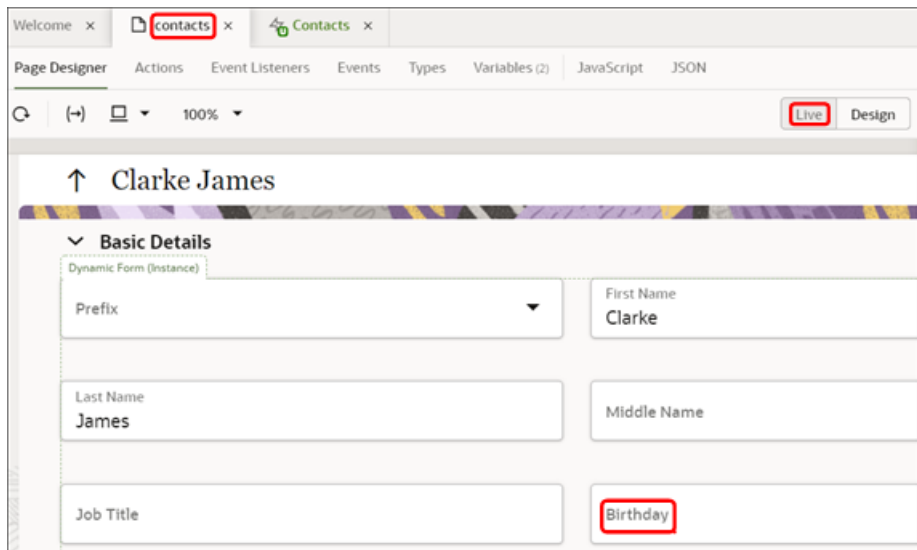 Welcome × contacts × Contacts ×
Page Designer Actions Event Listeners Events Types Variables (2) JavaScript JSON
100% Live Design
Clarke James
Basic Details
Dynamic Form (Instance)
Prefix
First Name
Clarke
Last Name
James
Middle Name
Job Title
Birthday